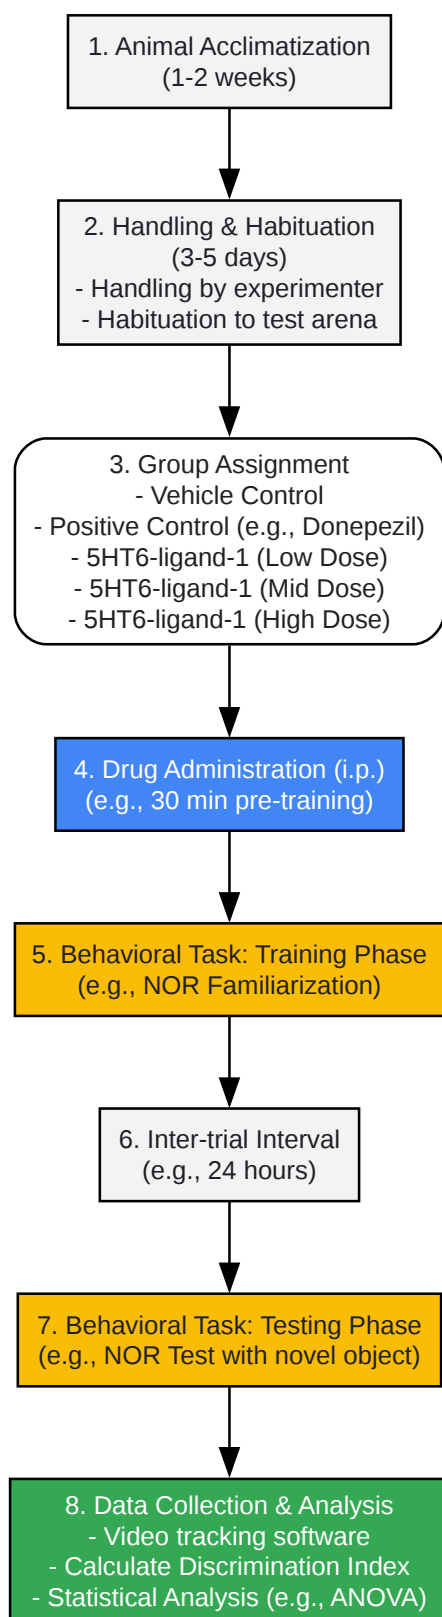 1. Animal Acclimatization
(1-2 weeks)
2. Handling & Habituation
(3-5 days)
- Handling by experimenter
- Habituation to test arena
3. Group Assignment
- Vehicle Control
- Positive Control (e.g., Donepezil)
- 5HT6-ligand-1 (Low Dose)
- 5HT6-ligand-1 (Mid Dose)
- 5HT6-ligand-1 (High Dose)
4. Drug Administration (i.p.)
(e.g., 30 min pre-training)
5. Behavioral Task: Training Phase
(e.g., NOR Familiarization)
6. Inter-trial Interval
(e.g., 24 hours)
7. Behavioral Task: Testing Phase
(e.g., NOR Test with novel object)
8. Data Collection & Analysis
- Video tracking software
- Calculate Discrimination Index
- Statistical Analysis (e.g., ANOVA)